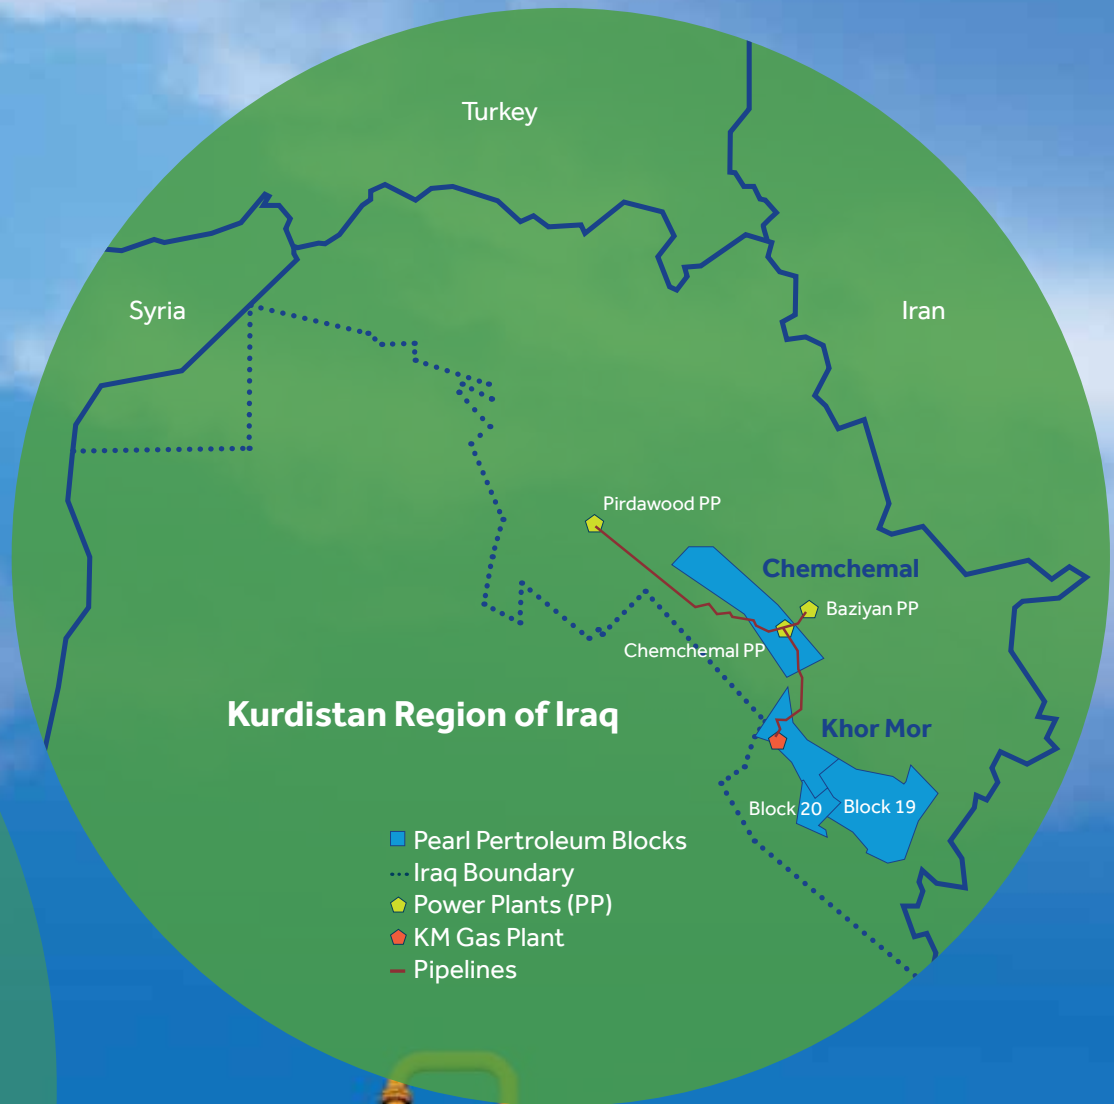 Turkey
Syria
Iran
Pirdawood PP
Chemchemal
Baziyan PP
Chemchemal PP
Kurdistan Region of Iraq
Khor Mor
Block 20
Block 19
Pearl Pertroleum Blocks
Iraq Boundary
Power Plants (PP)
KM Gas Plant
Pipelines